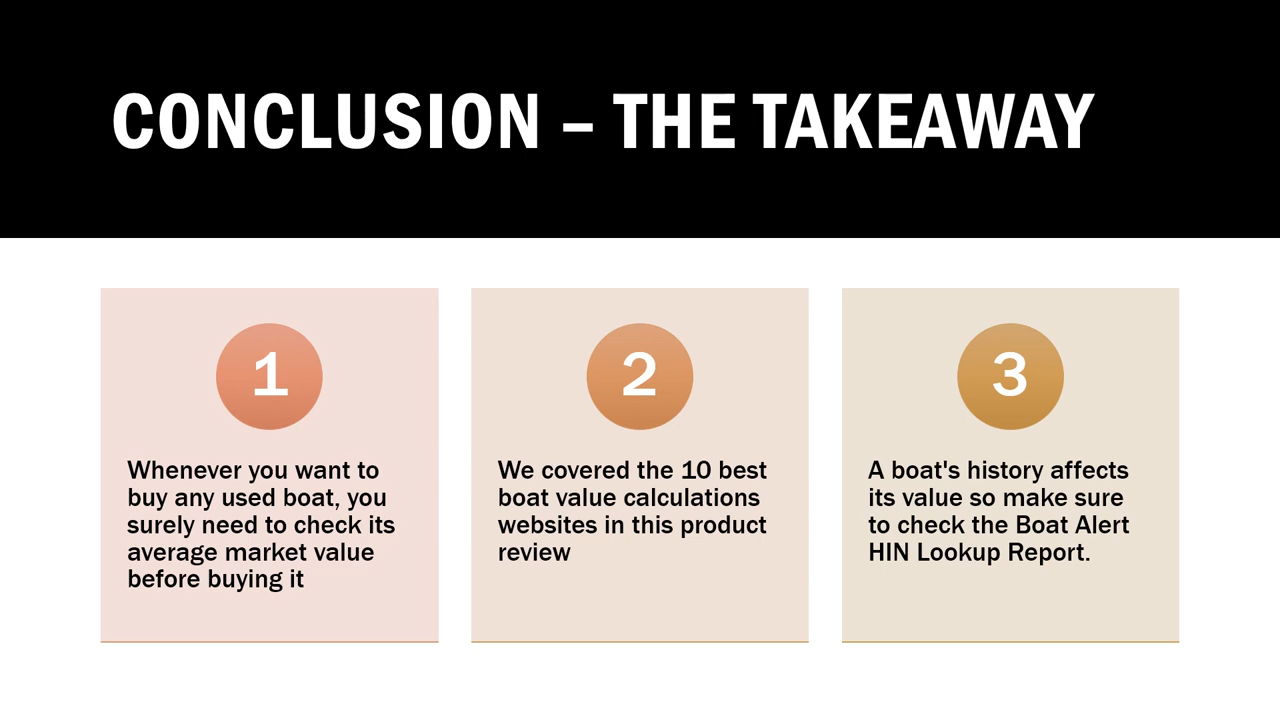 CONCLUSION – THE TAKEAWAY
1
Whenever you want to
buy any used boat, you
surely need to check its
average market value
before buying it
2
We covered the 10 best
boat value calculations
websites in this product
review
3
A boat's history affects
its value so make sure
to check the Boat Alert
HIN Lookup Report.